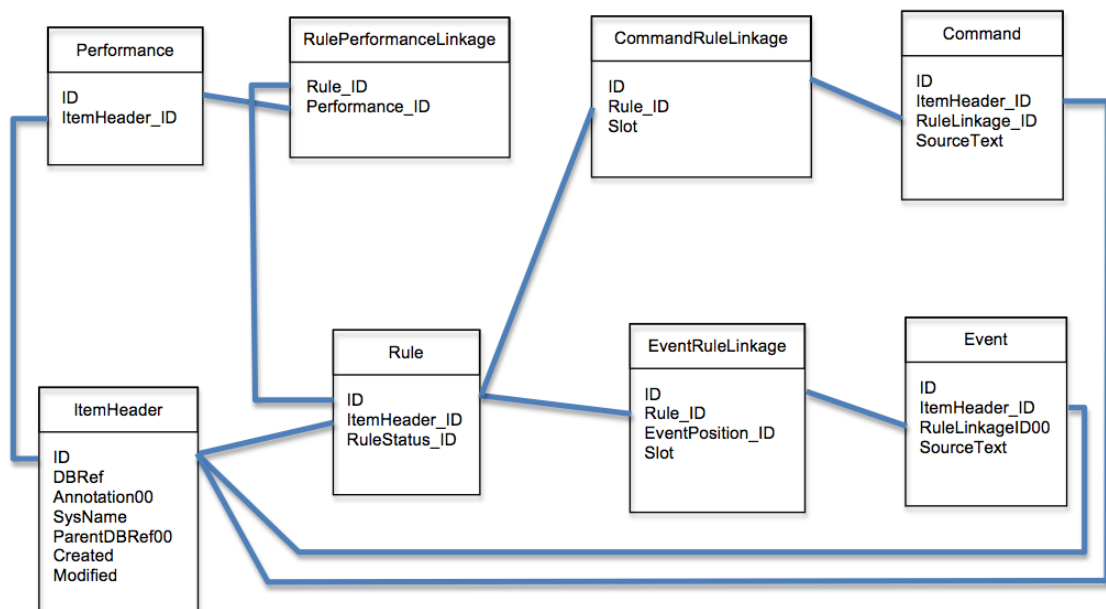 Performance
ID
ItemHeader_ID
RulePerformanceLinkage
Rule_ID
Performance_ID
CommandRuleLinkage
ID
Rule_ID
Slot
Command
ID
ItemHeader_ID
RuleLinkage_ID
SourceText
ItemHeader
ID
DBRef
Annotation00
SysName
ParentDBRef00
Created
Modified
Rule
ID
ItemHeader_ID
RuleStatus_ID
EventRuleLinkage
ID
Rule_ID
EventPosition_ID
Slot
Event
ID
ItemHeader_ID
RuleLinkageID00
SourceText